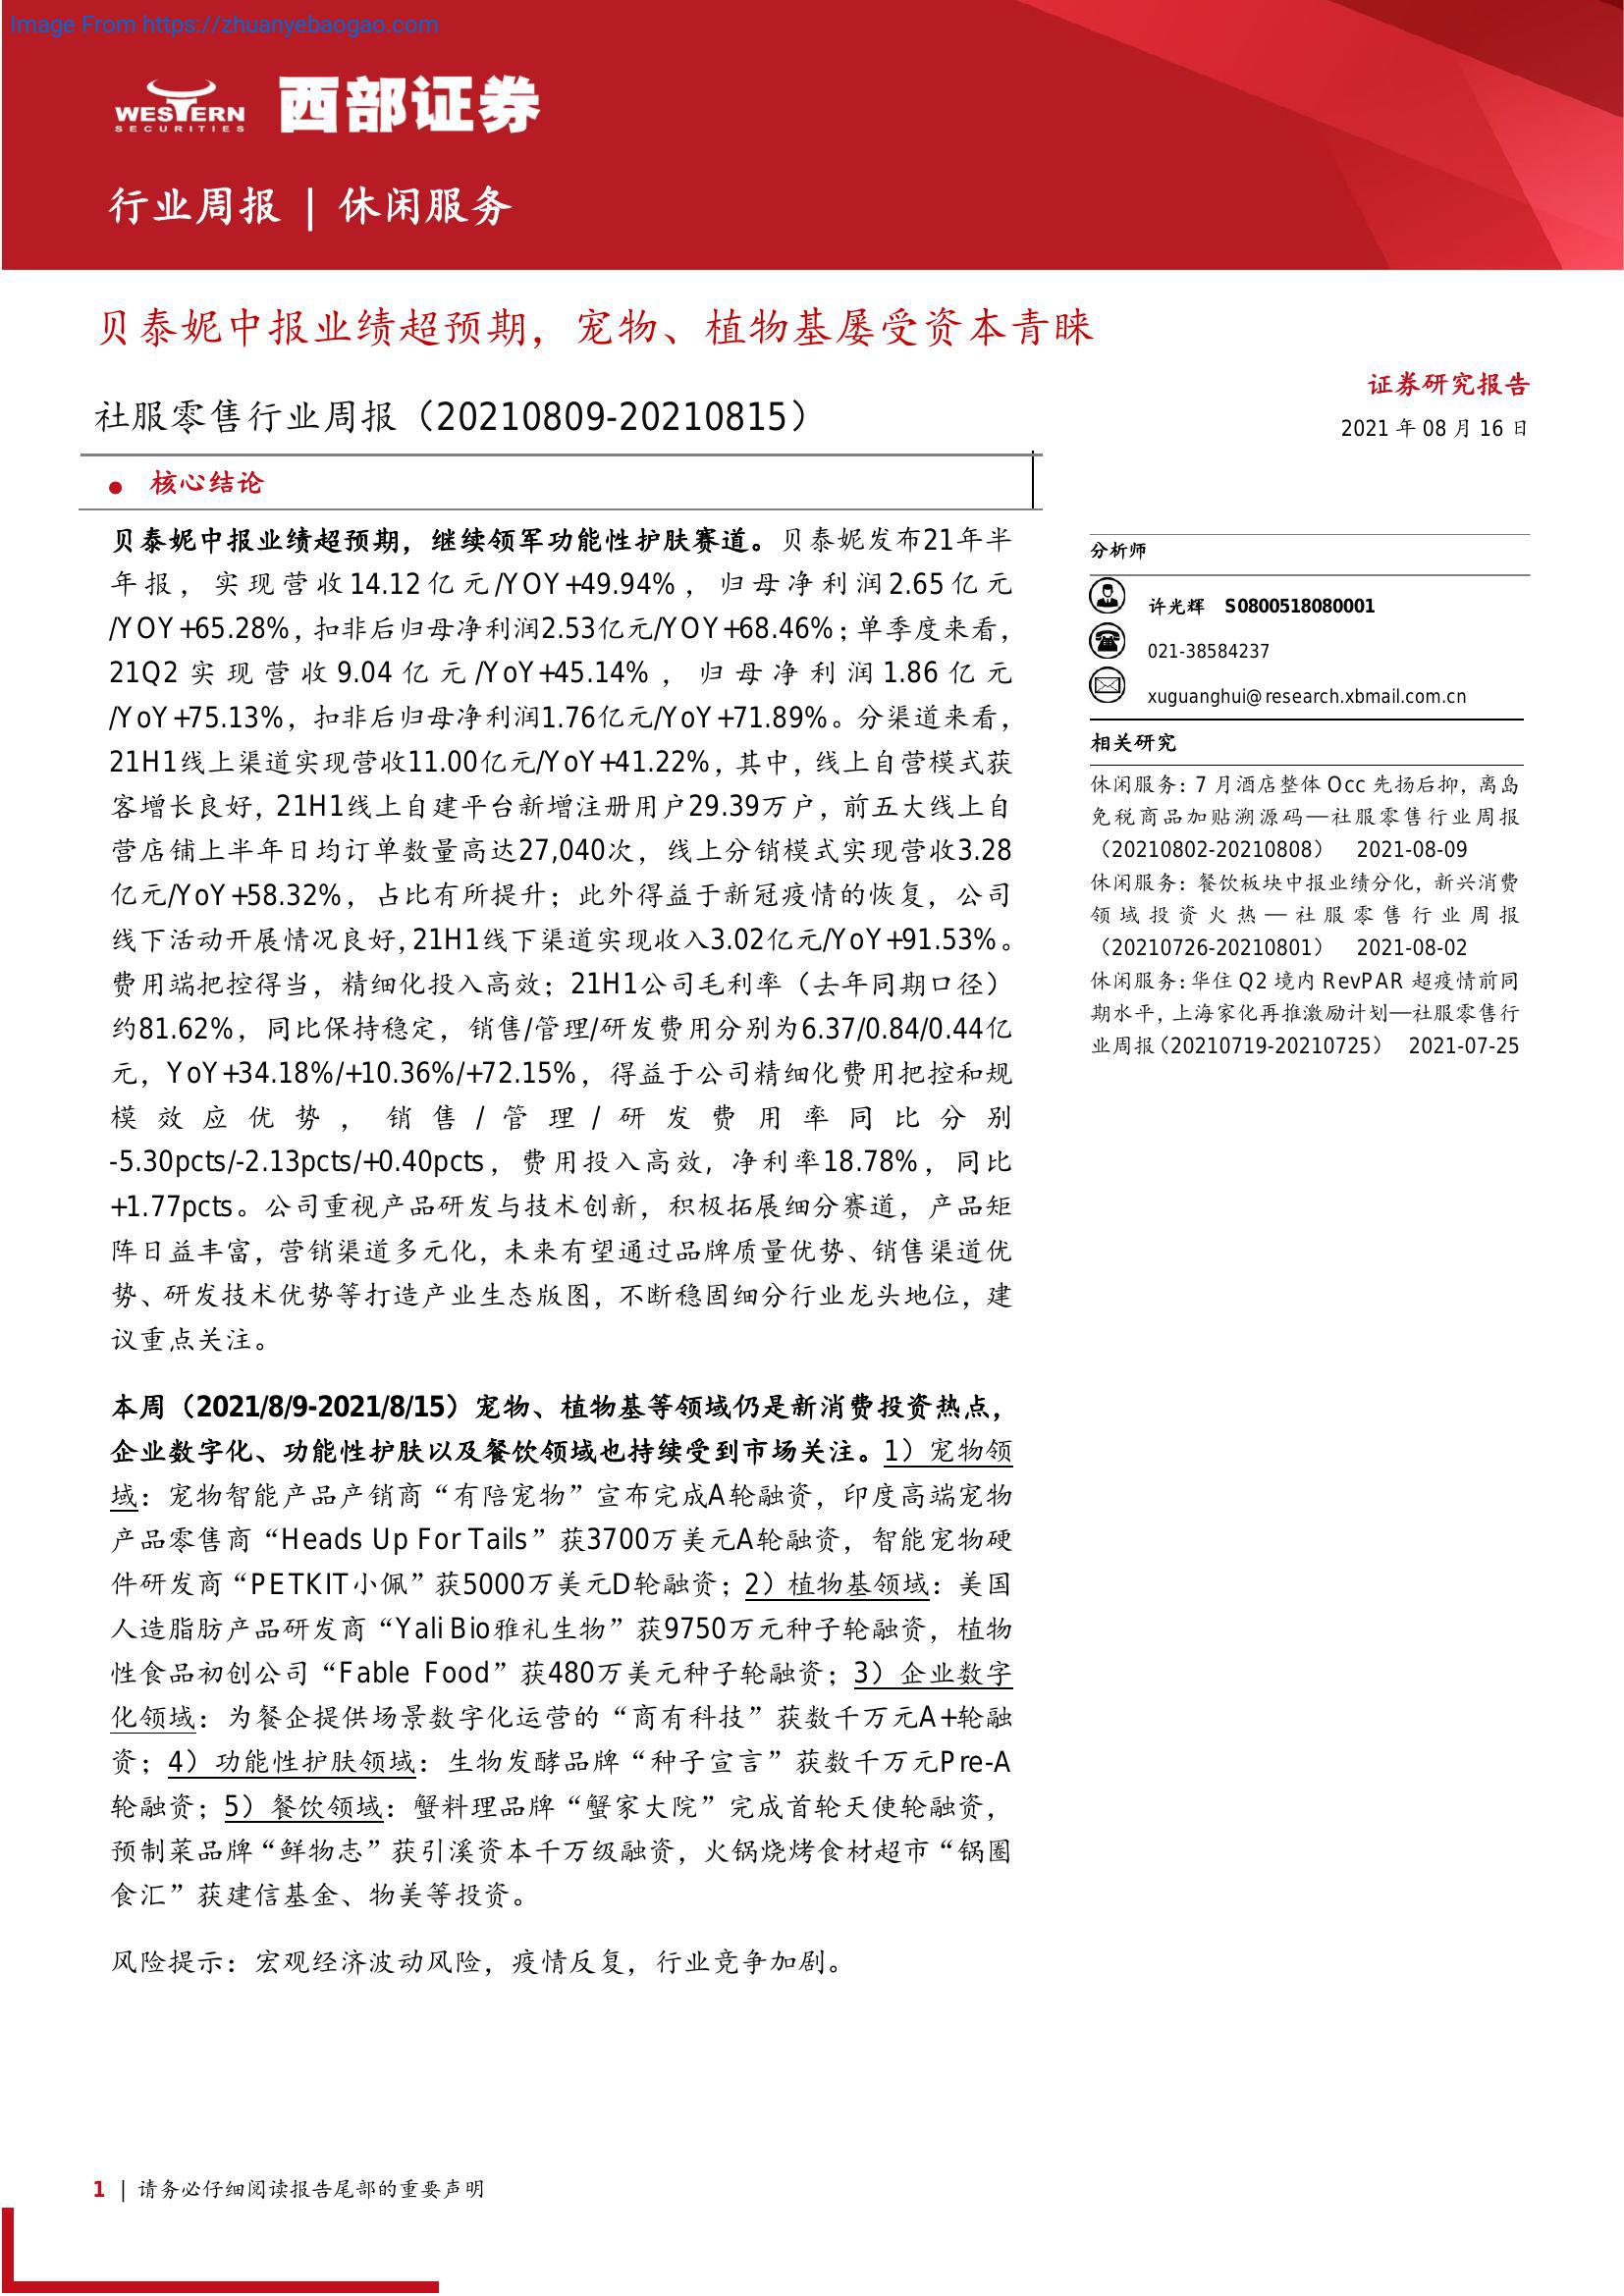 Image From https://zhuanyebaogao.com
WESTERN
SECURITIES
西部证券
行业周报 | 休闲服务
贝泰妮中报业绩超预期，宠物、植物基屡受资本青睐
社服零售行业周报（20210809-20210815）
证券研究报告
2021 年 08 月 16 日
● 核心结论
贝泰妮中报业绩超预期，继续领军功能性护肤赛道。贝泰妮发布21年半
年报，实现营收14.12亿元/YOY+49.94%，归母净利润2.65亿元
/YOY+65.28%，扣非后归母净利润2.53亿元/YOY+68.46%；单季度来看，
21Q2实现营收9.04亿元/YoY+45.14%，归母净利润1.86亿元
/YoY+75.13%，扣非后归母净利润1.76亿元/YoY+71.89%。分渠道来看，
21H1线上渠道实现营收11.00亿元/YoY+41.22%，其中，线上自营模式获
客增长良好，21H1线上自建平台新增注册用户29.39万户，前五大线上自
营店铺上半年日均订单数量高达27,040次，线上分销模式实现营收3.28
亿元/YoY+58.32%，占比有所提升；此外得益于新冠疫情的恢复，公司
线下活动开展情况良好，21H1线下渠道实现收入3.02亿元/YoY+91.53%。
费用端把控得当，精细化投入高效；21H1公司毛利率（去年同期口径）
约81.62%，同比保持稳定，销售/管理/研发费用分别为6.37/0.84/0.44亿
元，YoY+34.18%/+10.36%/+72.15%，得益于公司精细化费用把控和规
模效应优势，销售/管理/研发费用率同比分别
-5.30pcts/-2.13pcts/+0.40pcts，费用投入高效，净利率18.78%，同比
+1.77pcts。公司重视产品研发与技术创新，积极拓展细分赛道，产品矩
阵日益丰富，营销渠道多元化，未来有望通过品牌质量优势、销售渠道优
势、研发技术优势等打造产业生态版图，不断稳固细分行业龙头地位，建
议重点关注。
本周（2021/8/9-2021/8/15）宠物、植物基等领域仍是新消费投资热点，
企业数字化、功能性护肤以及餐饮领域也持续受到市场关注。1）宠物领
域：宠物智能产品产销商“有陪宠物”宣布完成A轮融资，印度高端宠物
产品零售商“Heads Up For Tails”获3700万美元A轮融资，智能宠物硬
件研发商“PETKIT小佩”获5000万美元D轮融资；2）植物基领域：美国
人造脂肪产品研发商“Yali Bio雅礼生物”获9750万元种子轮融资，植物
性食品初创公司“Fable Food”获480万美元种子轮融资；3）企业数字
化领域：为餐企提供场景数字化运营的“商有科技”获数千万元A+轮融
资；4）功能性护肤领域：生物发酵品牌“种子宣言”获数千万元Pre-A
轮融资；5）餐饮领域：蟹料理品牌“蟹家大院”完成首轮天使轮融资，
预制菜品牌“鲜物志”获引溪资本千万级融资，火锅烧烤食材超市“锅圈
食汇”获建信基金、物美等投资。
风险提示：宏观经济波动风险，疫情反复，行业竞争加剧。
分析师
许光辉 S0800518080001
021-38584237
xuguanghui@research.xbmail.com.cn
相关研究
休闲服务：7 月酒店整体 Occ 先扬后抑，离岛
免税商品加贴溯源码—社服零售行业周报
（20210802-20210808） 2021-08-09
休闲服务：餐饮板块中报业绩分化，新兴消费
领域投资火热—社服零售行业周报
（20210726-20210801） 2021-08-02
休闲服务：华住 Q2 境内 RevPAR 超疫情前同
期水平，上海家化再推激励计划—社服零售行
业周报（20210719-20210725） 2021-07-25
1 | 请务必仔细阅读报告尾部的重要声明